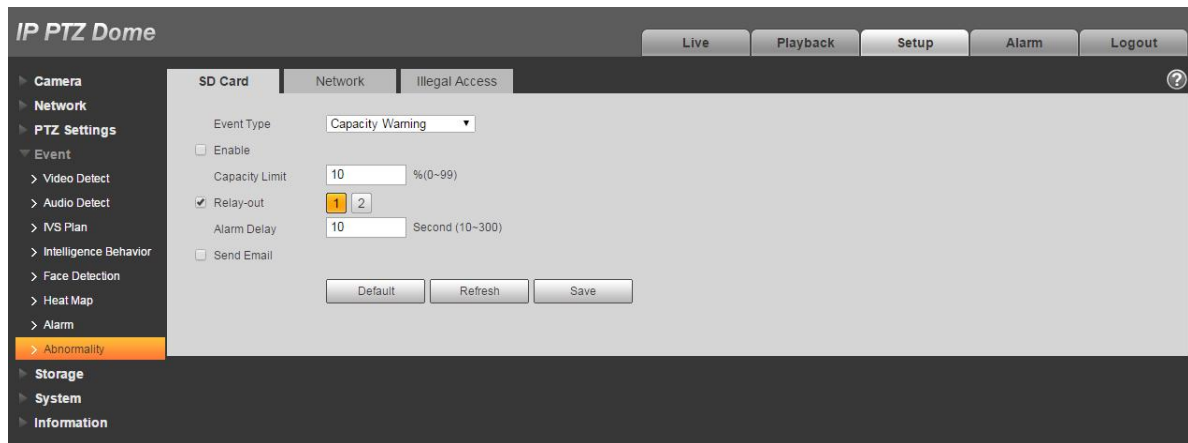 IP PTZ Dome
Live Playback Setup Alarm Logout
Camera
Network
PTZ Settings
Event
Video Detect
Audio Detect
IVS Plan
Intelligence Behavior
Face Detection
Heat Map
Alarm
Abnormality
Storage
System
Information
SD Card Network Illegal Access
?
Event Type Capacity Warning
Enable
Capacity Limit 10 %(0~99)
Relay-out 1 2
Alarm Delay 10 Second (10~300)
Send Email
Default Refresh Save